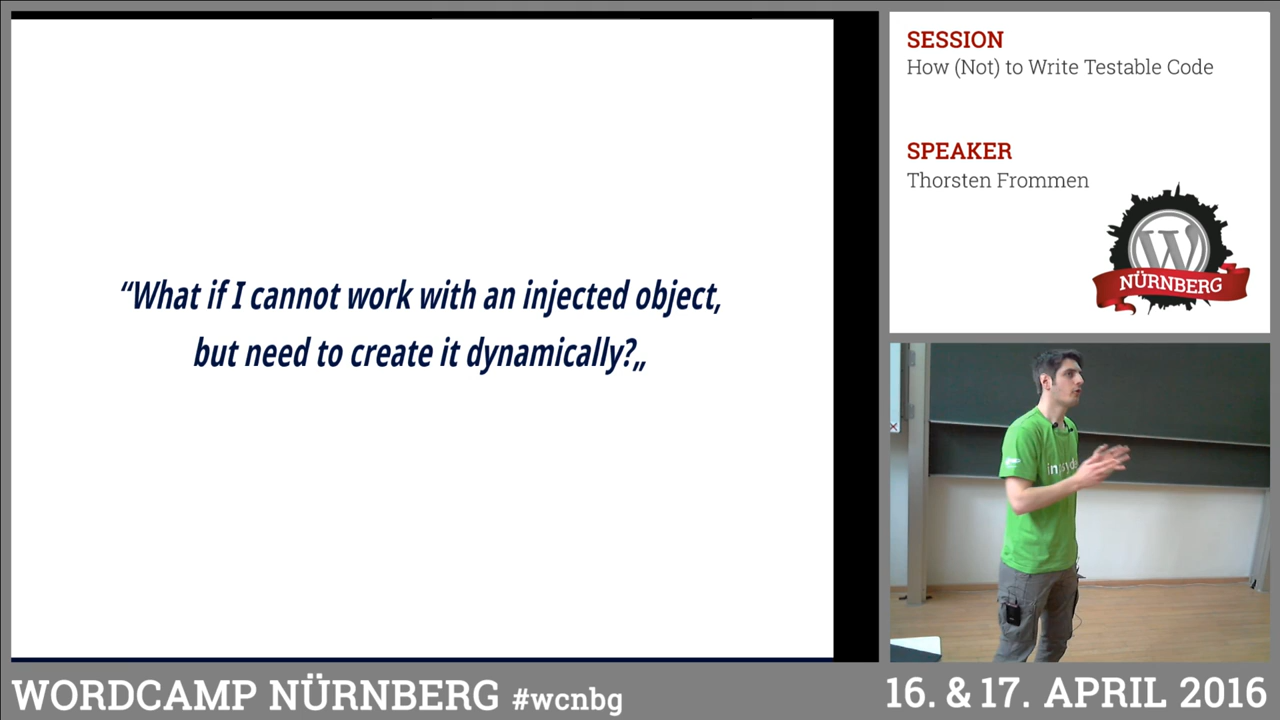 “What if I cannot work with an injected object,
but need to create it dynamically?„
SESSION
How (Not) to Write Testable Code
SPEAKER
Thorsten Frommen
W
NÜRNBERG
WORDCAMP NÜRNBERG #wcnbg
16. & 17. APRIL 2016